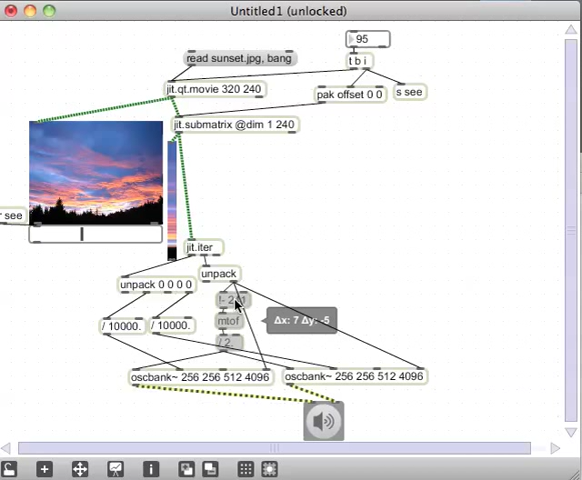 Untitled1 (unlocked)
95
read sunset.jpg, bang
t b i
jit.qt.movie 320 240
pak offset 0 0
s see
jit.submatrix @dim 1 240
r see
jit.iter
unpack
unpack 0 0 0 0
!-
mtof
Δx: 7 Δy: -5
/ 10000.
/ 10000.
/ 2.
oscbank~ 256 256 512 4096
oscbank~ 256 256 512 4096